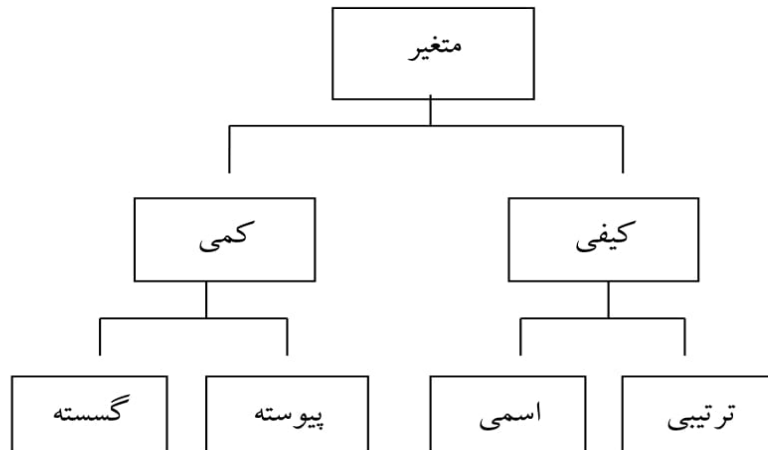 متغیر
کیفی
کمی
ترتیبی
اسمی
پیوسته
گسسته